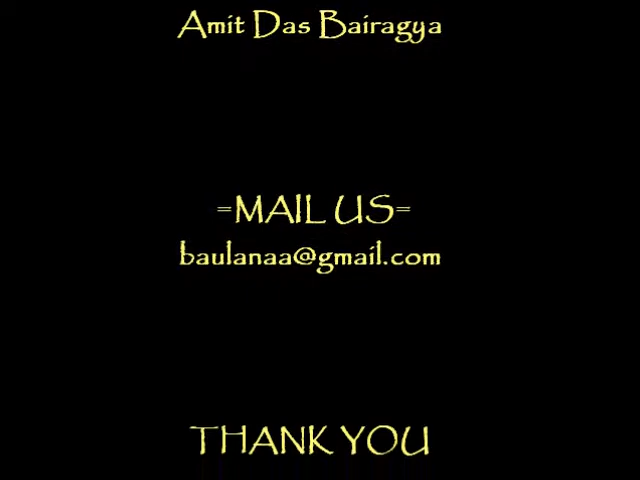 Amit Das Bairagya
=MAIL US=
baulanaa@gmail.com
THANK YOU